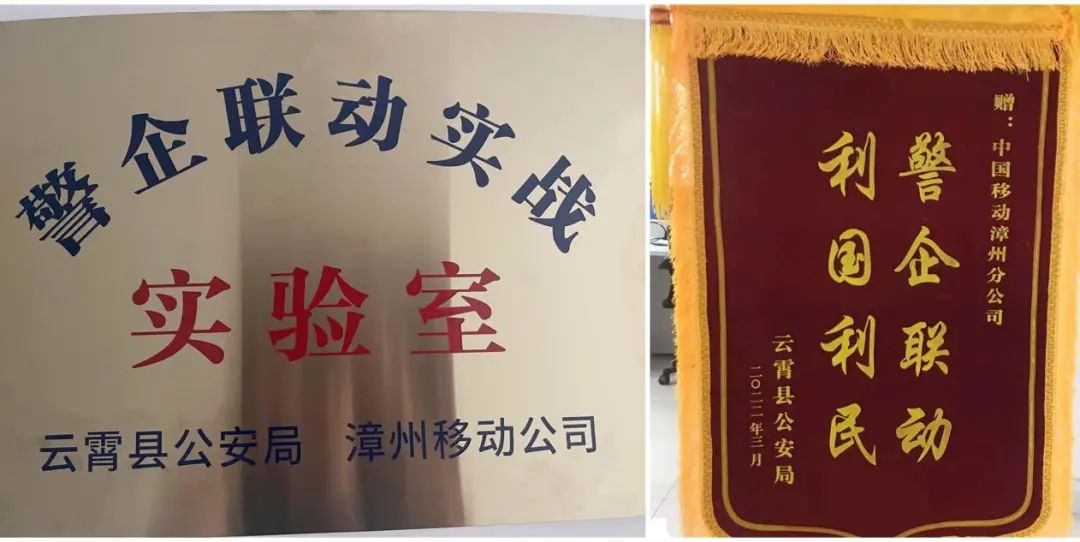 警企联动实战
实验室
云霄县公安局 漳州移动公司
赠：中国移动漳州分公司
警企联动
利国利民
云霄县公安局
二〇二二年三月